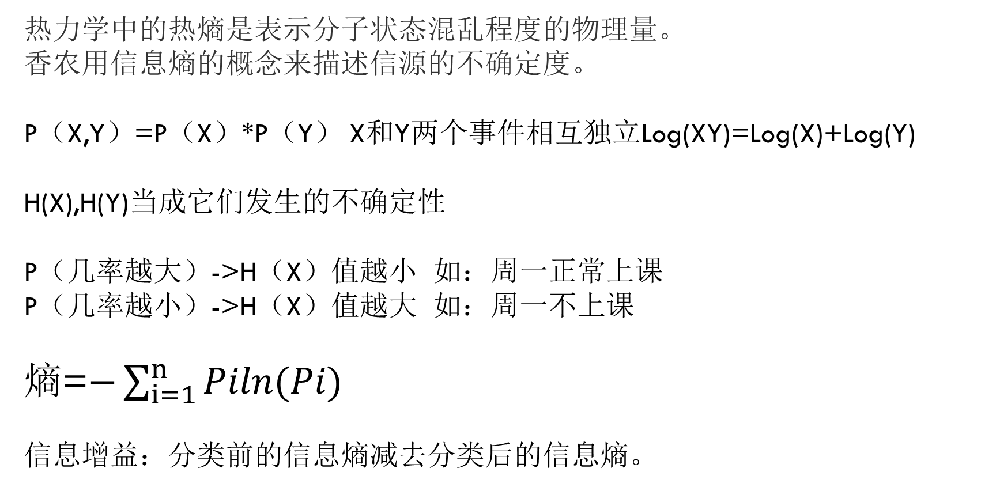 热力学中的热熵是表示分子状态混乱程度的物理量。
香农用信息熵的概念来描述信源的不确定度。
P（X,Y）=P（X）*P（Y） X和Y两个事件相互独立Log(XY)=Log(X)+Log(Y)
H(X),H(Y)当成它们发生的不确定性
P（几率越大）->H（X）值越小 如：周一正常上课
P（几率越小）->H（X）值越大 如：周一不上课
熵=−∑ⁿᵢ₌₁ Piln(Pi)
信息增益：分类前的信息熵减去分类后的信息熵。